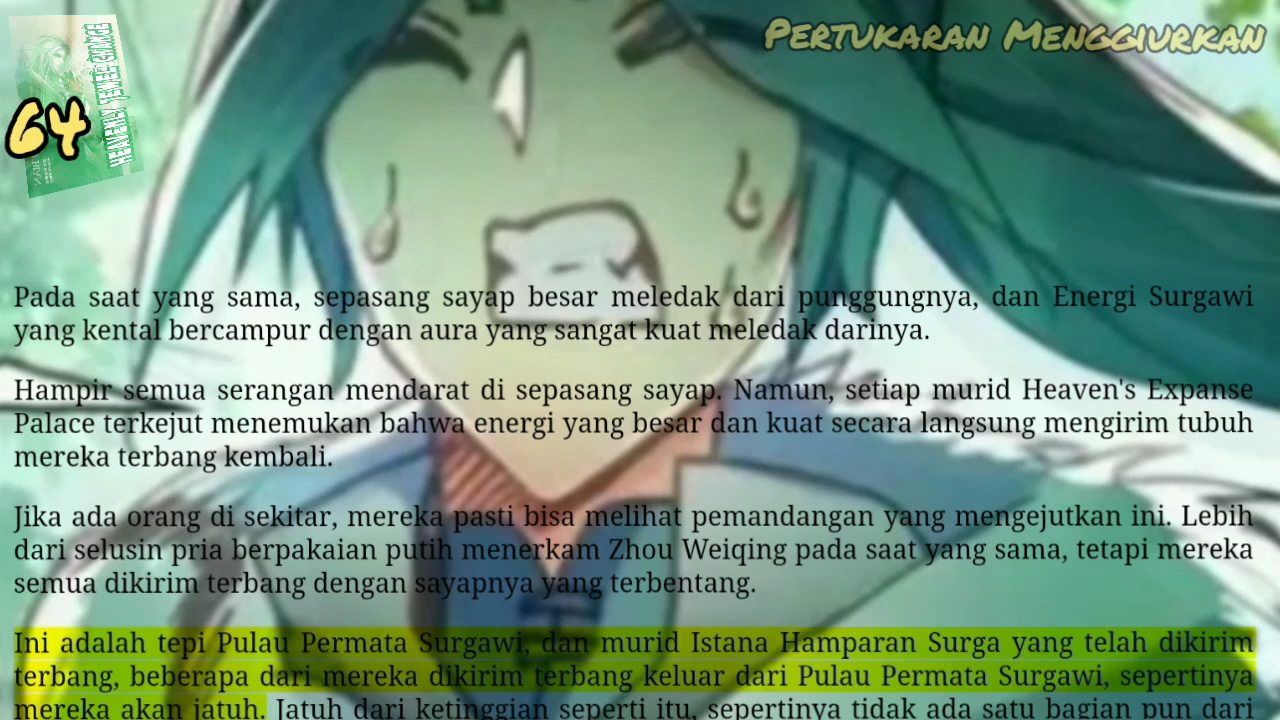 Pertukaran Menggiurkan
HEAVENLY JEWEL CHANGE
64
Pada saat yang sama, sepasang sayap besar meledak dari punggungnya, dan Energi Surgawi
yang kental bercampur dengan aura yang sangat kuat meledak darinya.
Hampir semua serangan mendarat di sepasang sayap. Namun, setiap murid Heaven's Expanse
Palace terkejut menemukan bahwa energi yang besar dan kuat secara langsung mengirim tubuh
mereka terbang kembali.
Jika ada orang di sekitar, mereka pasti bisa melihat pemandangan yang mengejutkan ini. Lebih
dari selusin pria berpakaian putih menerkam Zhou Weiqing pada saat yang sama, tetapi mereka
semua dikirim terbang dengan sayapnya yang terbentang.
Ini adalah tepi Pulau Permata Surgawi, dan murid Istana Hamparan Surga yang telah dikirim
terbang, beberapa dari mereka dikirim terbang keluar dari Pulau Permata Surgawi, sepertinya
mereka akan jatuh. Jatuh dari ketinggian seperti itu, sepertinya tidak ada satu bagian pun dari